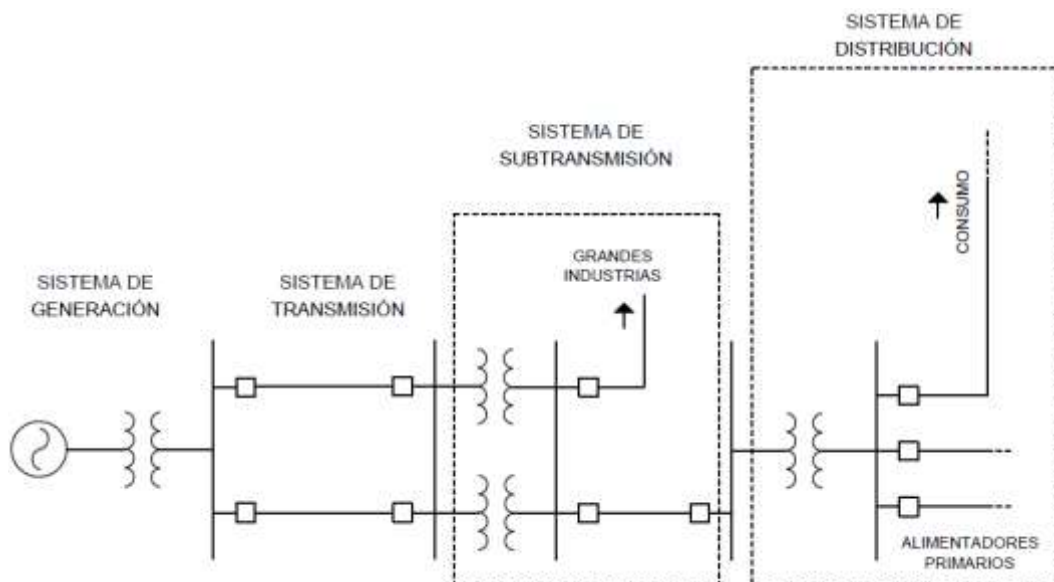 SISTEMA DE
DISTRIBUCIÓN
SISTEMA DE
SUBTRANSMISIÓN
CONSUMO
GRANDES
INDUSTRIAS
SISTEMA DE
GENERACIÓN
SISTEMA DE
TRANSMISIÓN
ALIMENTADORES
PRIMARIOS